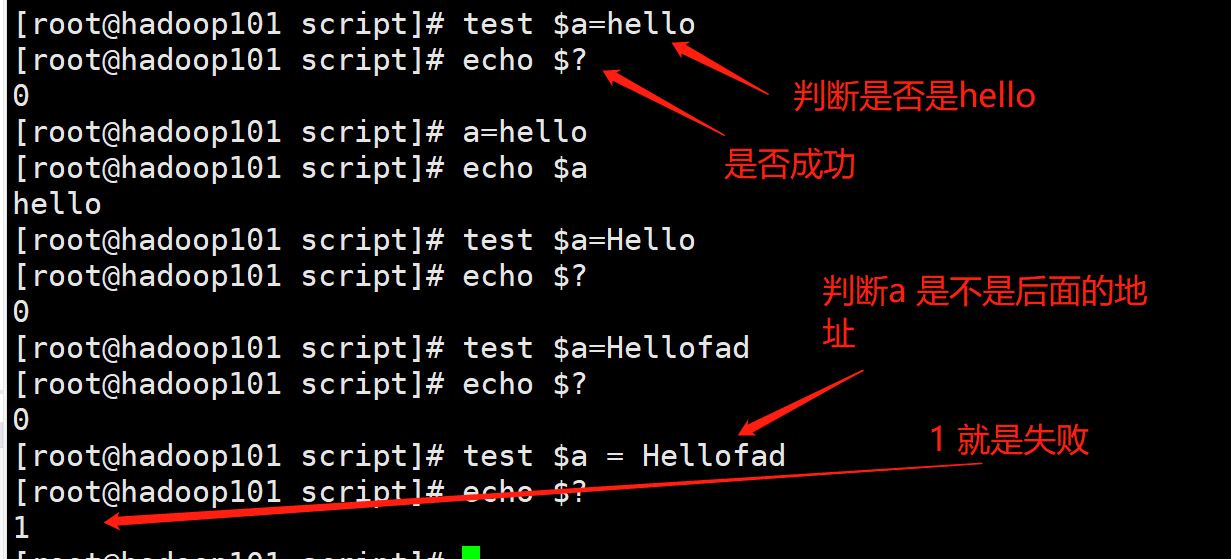 [root@hadoop101 script]# test $a=hello
[root@hadoop101 script]# echo $?
0
判断是否是hello
[root@hadoop101 script]# a=hello
[root@hadoop101 script]# echo $a
是否成功
hello
[root@hadoop101 script]# test $a=Hello
[root@hadoop101 script]# echo $?
0
判断a 是不是后面的地
址
[root@hadoop101 script]# test $a=Hellofad
[root@hadoop101 script]# echo $?
0
[root@hadoop101 script]# test $a = Hellofad
1 就是失败
[root@hadoop101 script]# echo $?
1
[root@hadoop101 script]#